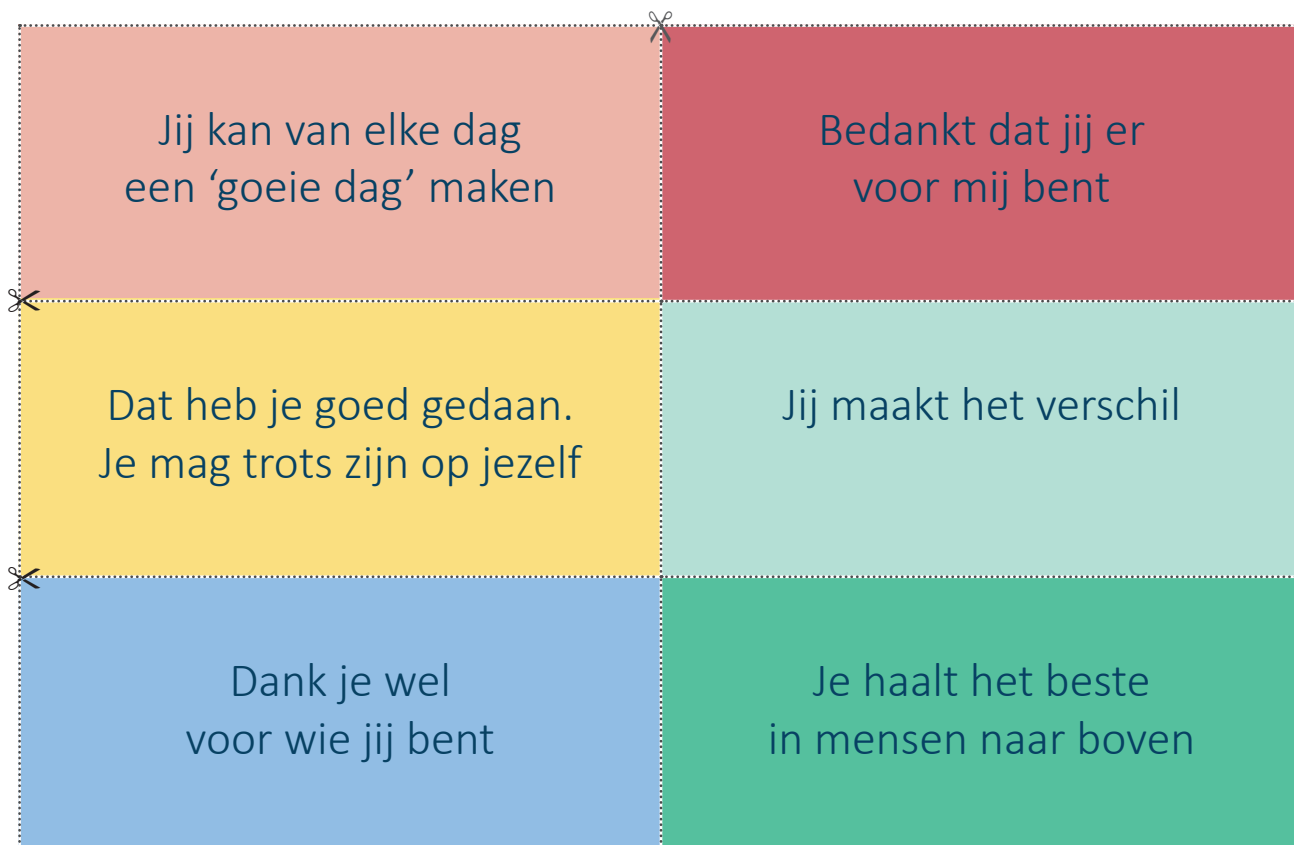 Jij kan van elke dag
een ‘goeie dag’ maken
Bedankt dat jij er
voor mij bent
Dat heb je goed gedaan.
Je mag trots zijn op jezelf
Jij maakt het verschil
Dank je wel
voor wie jij bent
Je haalt het beste
in mensen naar boven